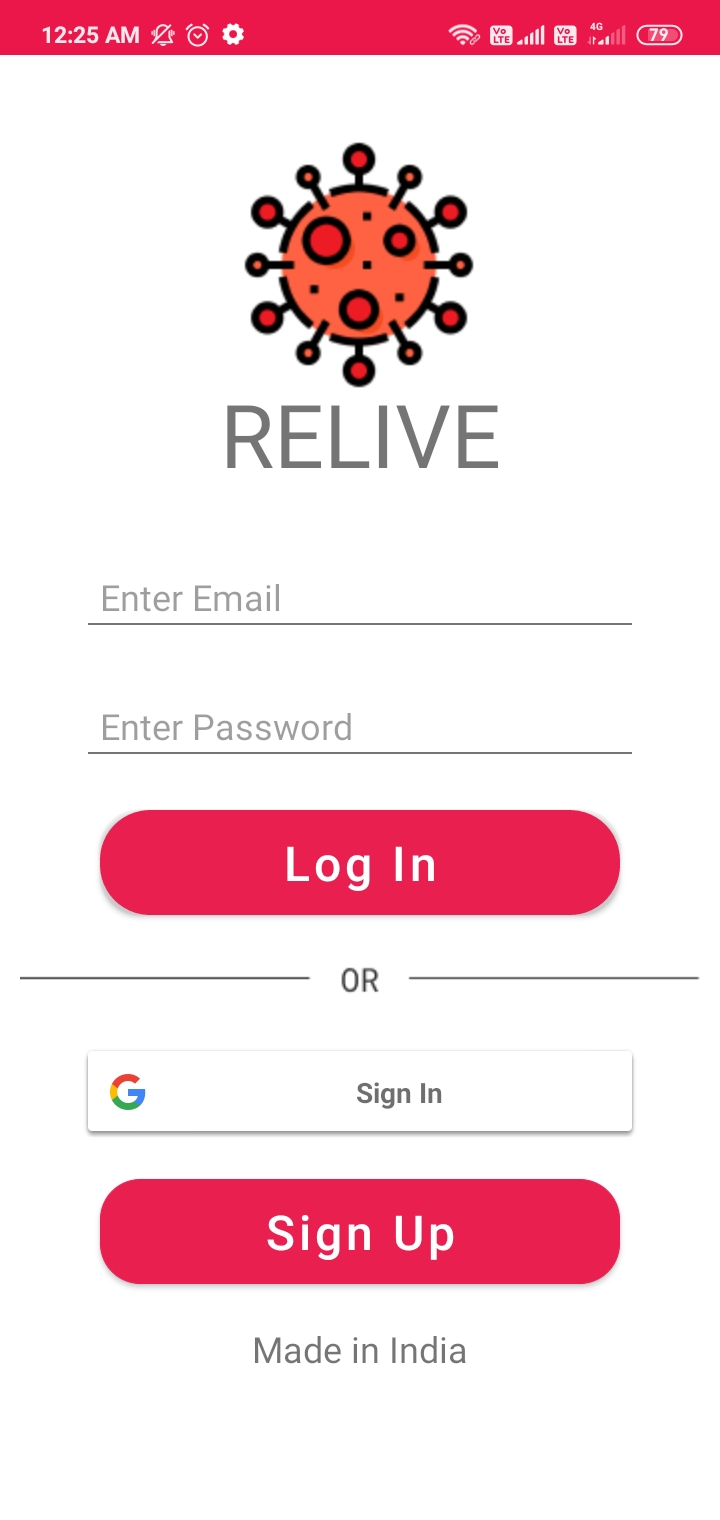 12:25 AM Vo LTE Vo LTE 4G 79
RELIVE
Enter Email
Enter Password
Log In
OR
Sign In
Sign Up
Made in India